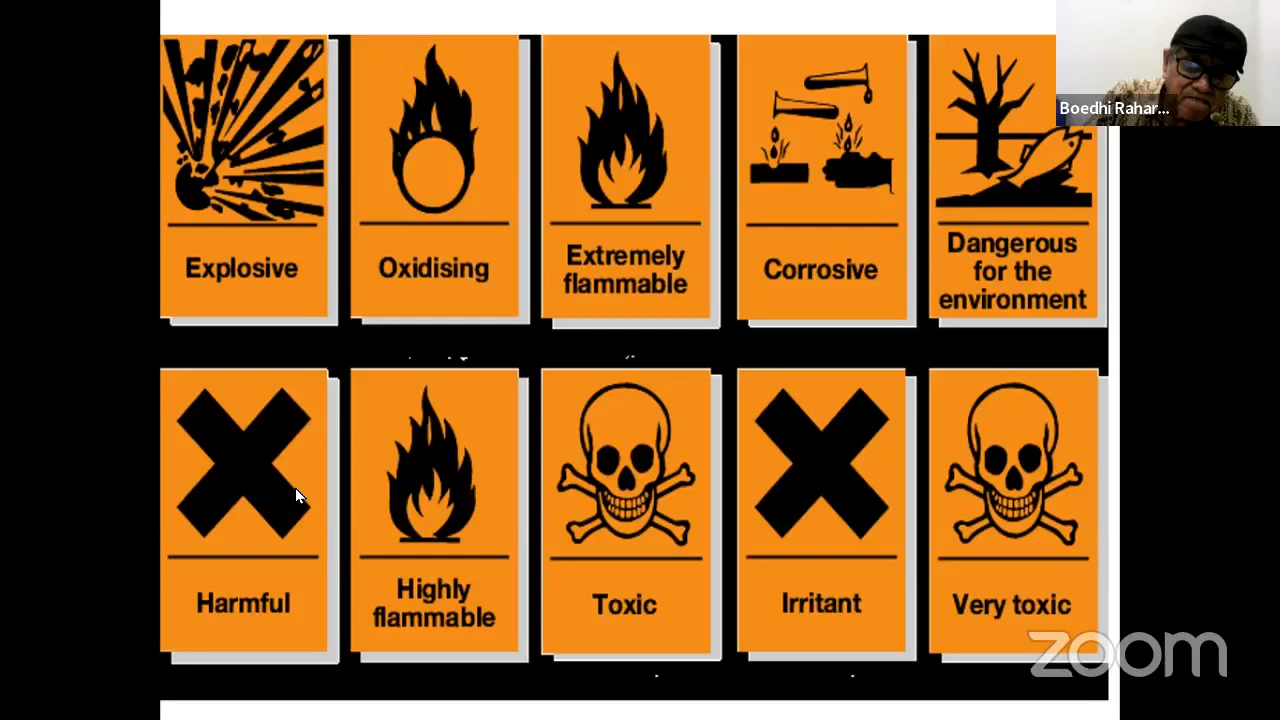 Boedhi Rahar...
Explosive
Oxidising
Extremely
flammable
Corrosive
Dangerous
for the
environment
Harmful
Highly
flammable
Toxic
Irritant
Very toxic
zoom